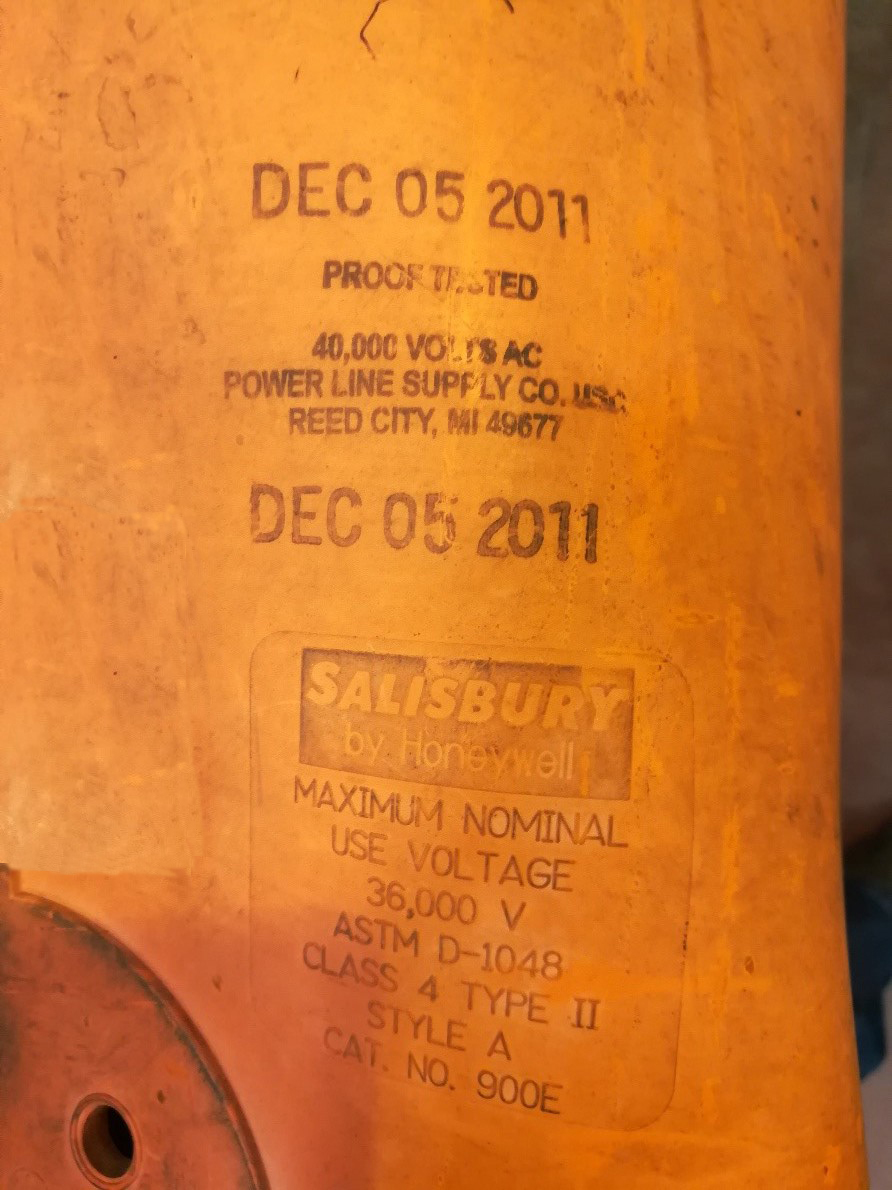 DEC 05 2011
PROOF TESTED
40,000 VOLTS AC
POWER LINE SUPPLY CO.
REED CITY, MI 49677
DEC 05 2011
SALISBURY
by Honeywell
MAXIMUM NOMINAL
USE VOLTAGE
36,000 V
ASTM D-1048
CLASS 4 TYPE II
STYLE A
CAT. NO. 900E